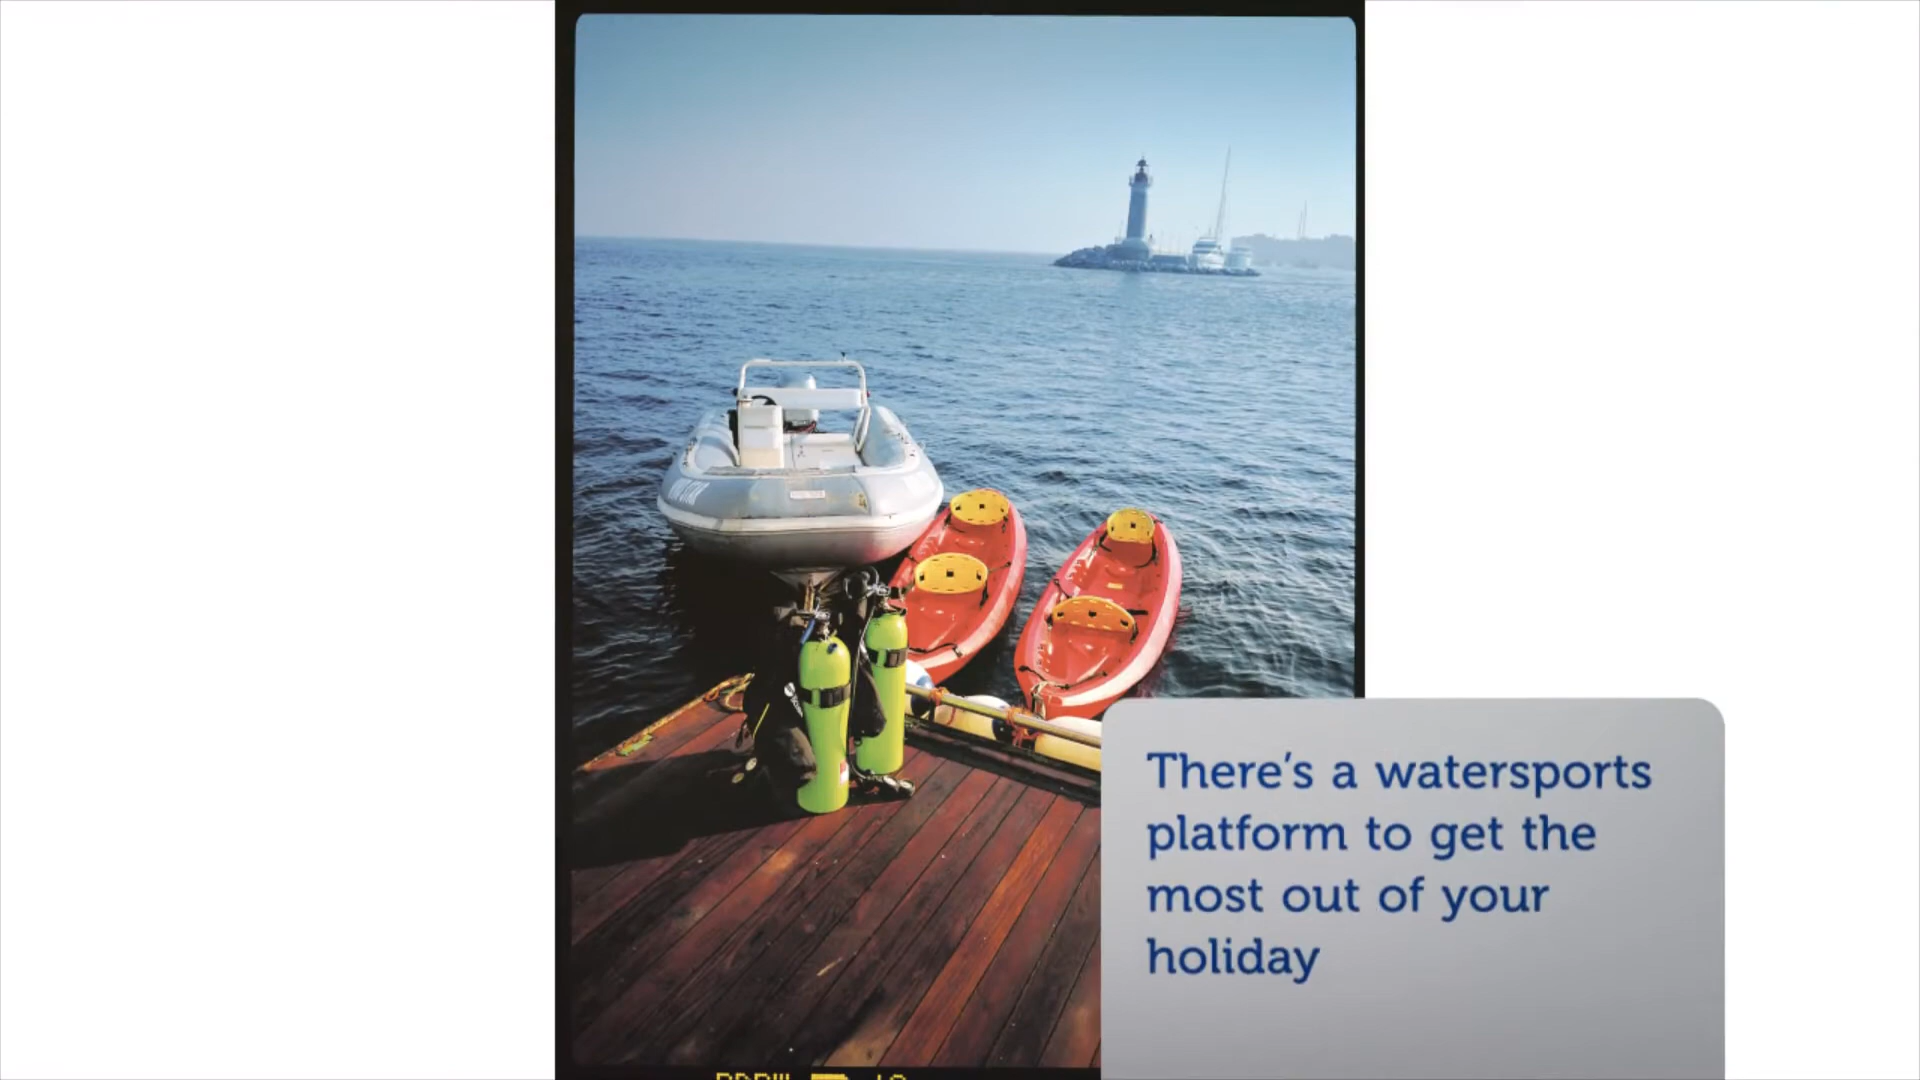 There's a watersports
platform to get the
most out of your
holiday